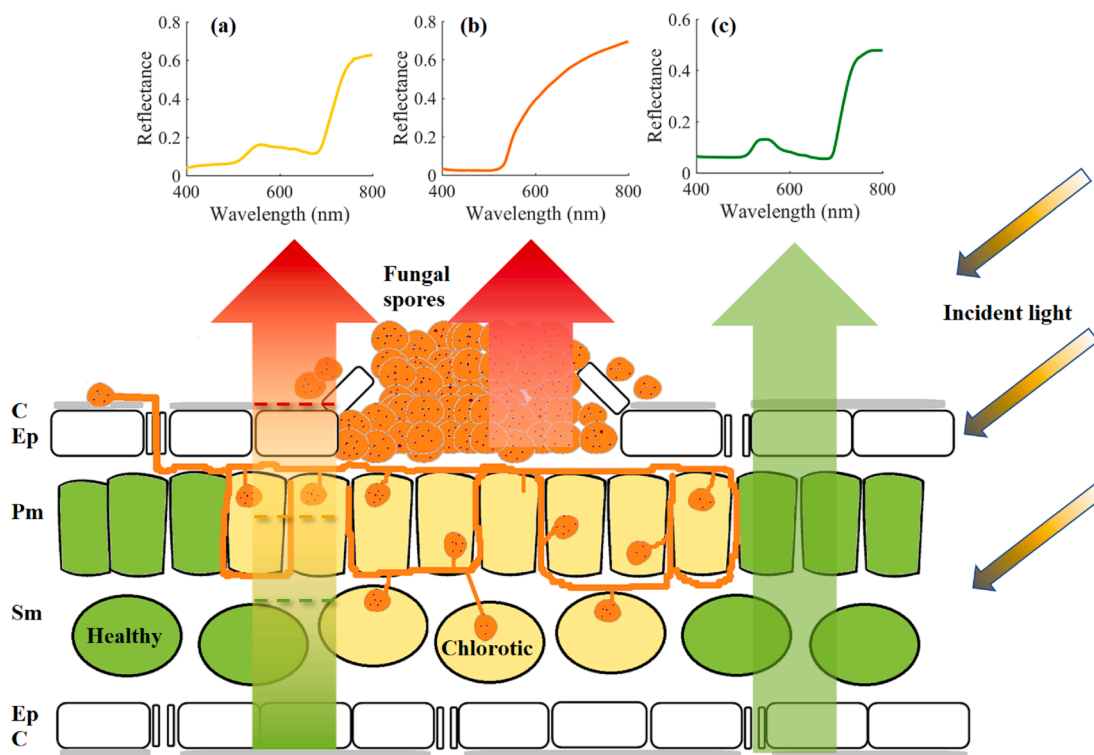 (a)
0.8
0.6
0.4
0.2
0
Reflectance
400
600
800
Wavelength (nm)
(b)
0.8
0.6
0.4
0.2
0
Reflectance
400
600
800
Wavelength (nm)
(c)
0.6
0.4
0.2
0
Reflectance
400
600
800
Wavelength (nm)
Fungal
spores
Incident light
C
Ep
Pm
Sm
Healthy
Chlorotic
Ep
C